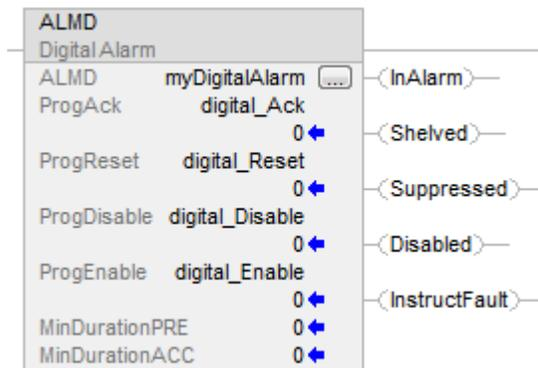 ALMD
Digital Alarm
ALMD myDigitalAlarm ... (InAlarm)
ProgAck digital_Ack
0 (Shelved)
ProgReset digital_Reset
0 (Suppressed)
ProgDisable digital_Disable
0 (Disabled)
ProgEnable digital_Enable
0 (InstructFault)
MinDurationPRE 0
MinDurationACC 0